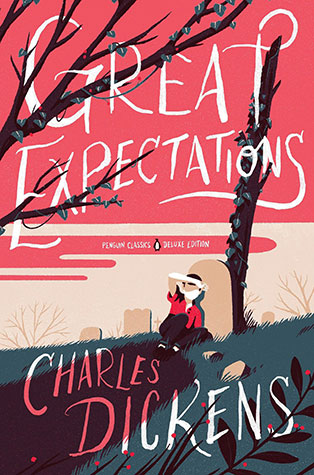 GREAT
EXPECTATIONS
PENGUIN CLASSICS DELUXE EDITION
CHARLES
DICKENS